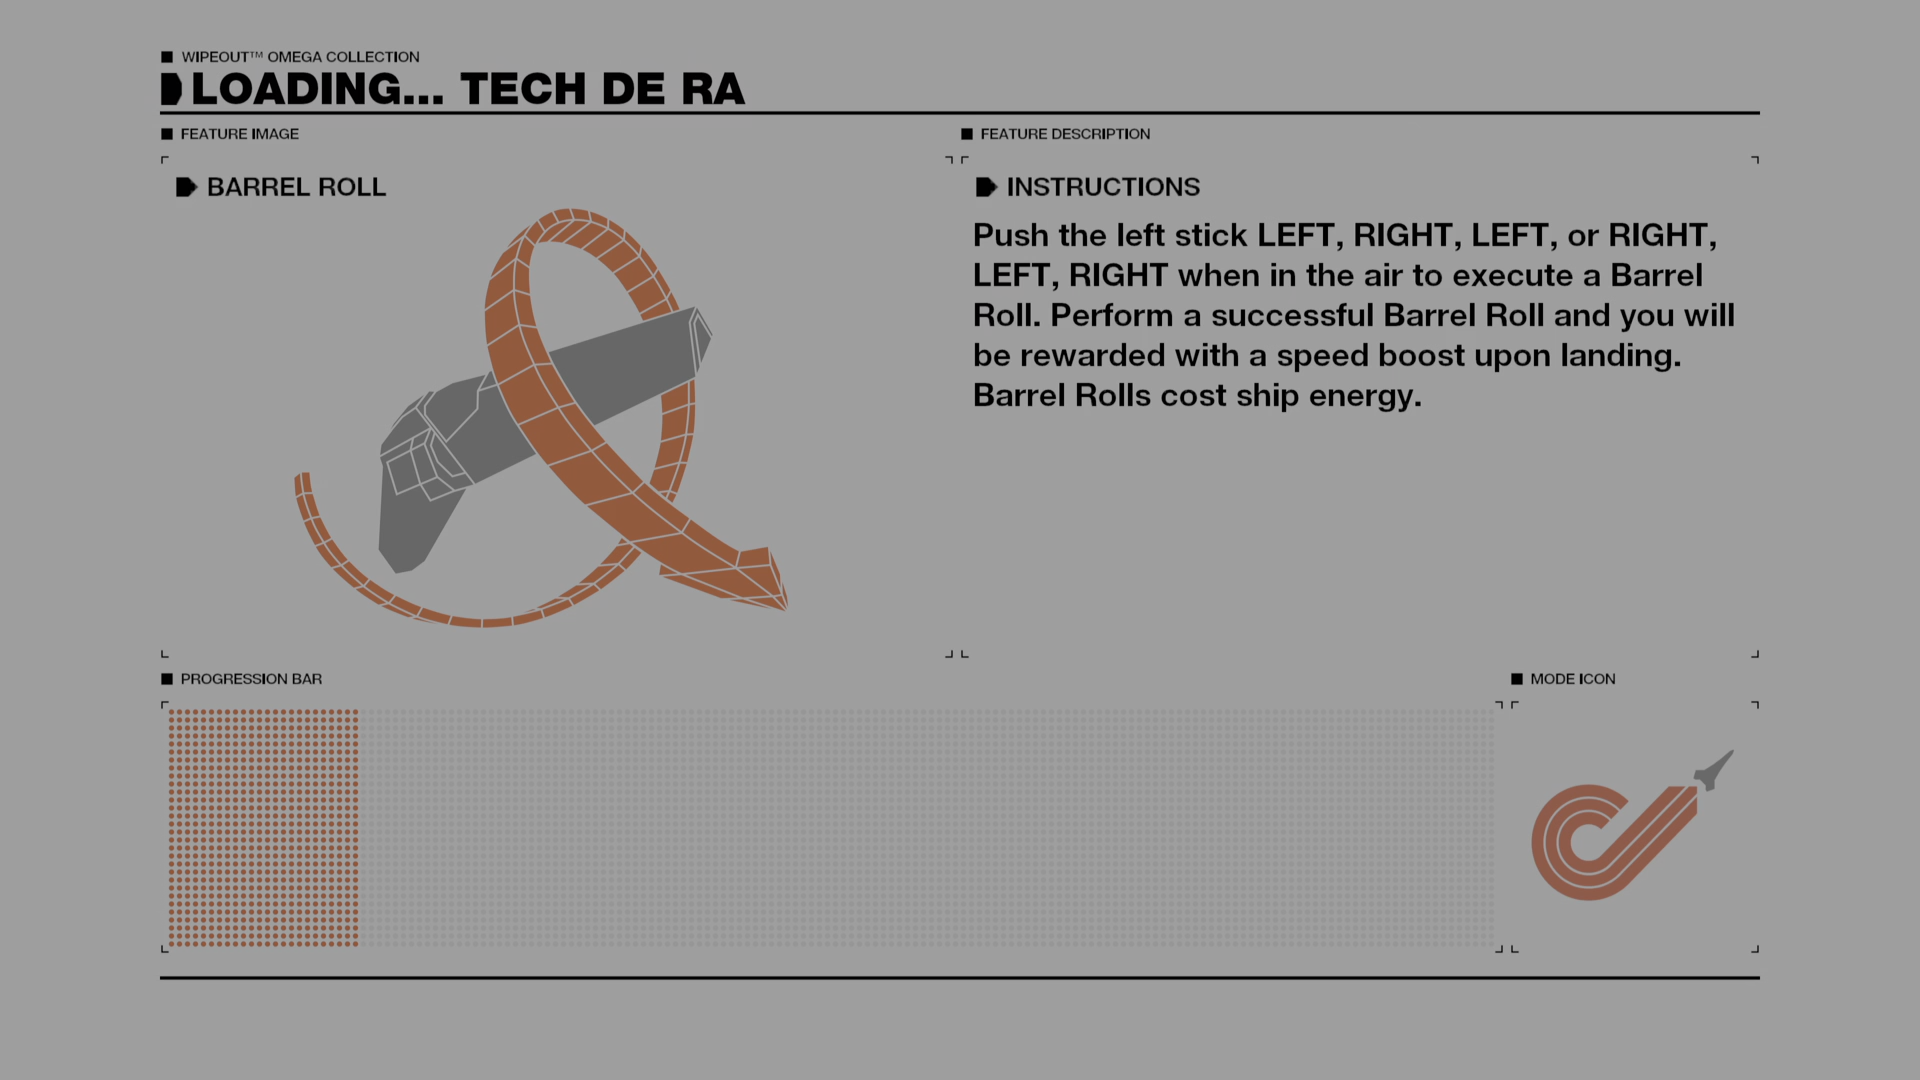 WIPEOUT™ OMEGA COLLECTION
LOADING... TECH DE RA
FEATURE IMAGE
BARREL ROLL
FEATURE DESCRIPTION
INSTRUCTIONS
Push the left stick LEFT, RIGHT, LEFT, or RIGHT,
LEFT, RIGHT when in the air to execute a Barrel
Roll. Perform a successful Barrel Roll and you will
be rewarded with a speed boost upon landing.
Barrel Rolls cost ship energy.
PROGRESSION BAR
MODE ICON